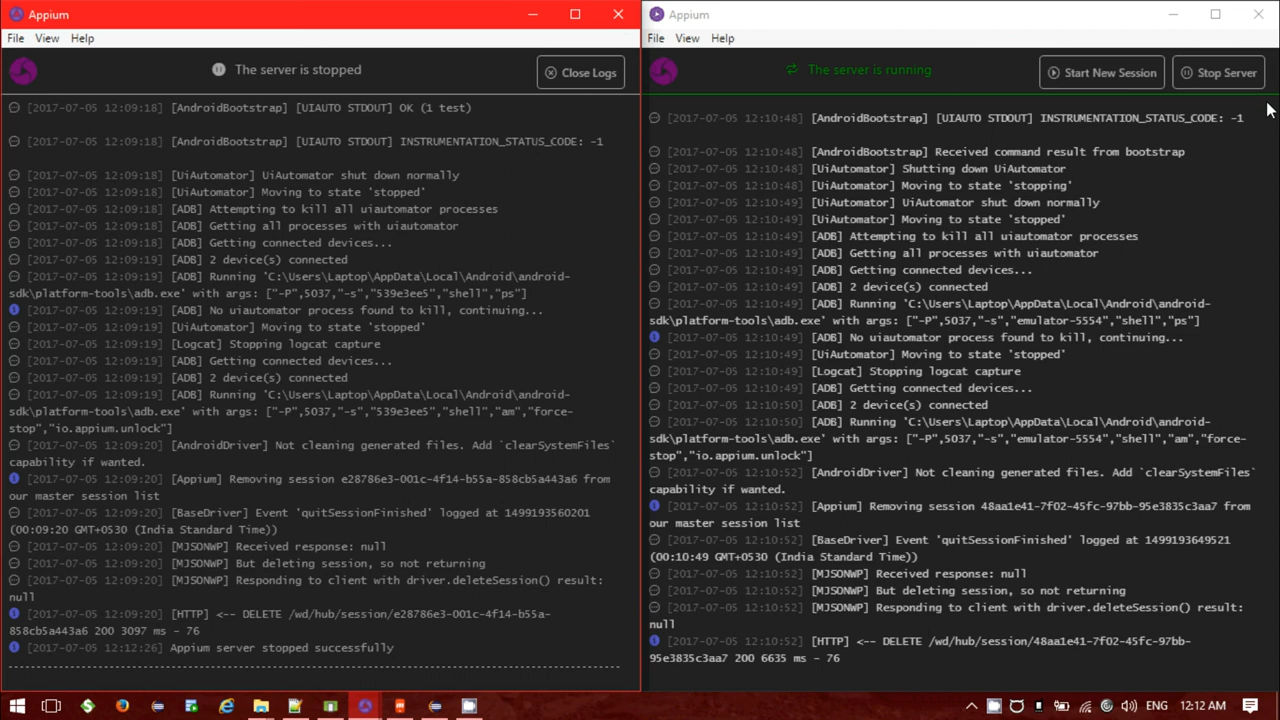 Appium
File View Help
The server is stopped
Close Logs
[2017-07-05 12:09:18] [AndroidBootstrap] [UIAUTO STDOUT] OK (1 test)
[2017-07-05 12:09:18] [AndroidBootstrap] [UIAUTO STDOUT] INSTRUMENTATION_STATUS_CODE: -1
[2017-07-05 12:09:18] [UiAutomator] UiAutomator shut down normally
[2017-07-05 12:09:18] [UiAutomator] Moving to state 'stopped'
[2017-07-05 12:09:18] [ADB] Attempting to kill all uiautomator processes
[2017-07-05 12:09:18] [ADB] Getting all processes with uiautomator
[2017-07-05 12:09:18] [ADB] Getting connected devices...
[2017-07-05 12:09:19] [ADB] 2 device(s) connected
[2017-07-05 12:09:19] [ADB] Running 'C:\Users\Laptop\AppData\Local\Android\android-
sdk\platform-tools\adb.exe' with args: ["-P",5037,"-s","539e3ee5","shell","ps"]
[2017-07-05 12:09:19] [ADB] No uiautomator process found to kill, continuing...
[2017-07-05 12:09:19] [UiAutomator] Moving to state 'stopped'
[2017-07-05 12:09:19] [Logcat] Stopping logcat capture
[2017-07-05 12:09:19] [ADB] Getting connected devices...
[2017-07-05 12:09:19] [ADB] 2 device(s) connected
[2017-07-05 12:09:19] [ADB] Running 'C:\Users\Laptop\AppData\Local\Android\android-
sdk\platform-tools\adb.exe' with args: ["-P",5037,"-s","539e3ee5","shell","am","force-
stop","io.appium.unlock"]
[2017-07-05 12:09:20] [AndroidDriver] Not cleaning generated files. Add `clearSystemFiles`
capability if wanted.
[2017-07-05 12:09:20] [Appium] Removing session e28786e3-001c-4f14-b55a-858cb5a443a6 from
our master session list
[2017-07-05 12:09:20] [BaseDriver] Event 'quitSessionFinished' logged at 1499193560201
(00:09:20 GMT+0530 (India Standard Time))
[2017-07-05 12:09:20] [MJSONWP] Received response: null
[2017-07-05 12:09:20] [MJSONWP] But deleting session, so not returning
[2017-07-05 12:09:20] [MJSONWP] Responding to client with driver.deleteSession() result:
null
[2017-07-05 12:09:20] [HTTP] <-- DELETE /wd/hub/session/e28786e3-001c-4f14-b55a-
858cb5a443a6 200 3097 ms - 76
[2017-07-05 12:12:26] Appium server stopped successfully
Appium
File View Help
The server is running
Start New Session
Stop Server
[2017-07-05 12:10:48] [AndroidBootstrap] [UIAUTO STDOUT] INSTRUMENTATION_STATUS_CODE: -1
[2017-07-05 12:10:48] [AndroidBootstrap] Received command result from bootstrap
[2017-07-05 12:10:48] [UiAutomator] Shutting down UiAutomator
[2017-07-05 12:10:48] [UiAutomator] Moving to state 'stopping'
[2017-07-05 12:10:49] [UiAutomator] UiAutomator shut down normally
[2017-07-05 12:10:49] [UiAutomator] Moving to state 'stopped'
[2017-07-05 12:10:49] [ADB] Attempting to kill all uiautomator processes
[2017-07-05 12:10:49] [ADB] Getting all processes with uiautomator
[2017-07-05 12:10:49] [ADB] Getting connected devices...
[2017-07-05 12:10:49] [ADB] 2 device(s) connected
[2017-07-05 12:10:49] [ADB] Running 'C:\Users\Laptop\AppData\Local\Android\android-
sdk\platform-tools\adb.exe' with args: ["-P",5037,"-s","emulator-5554","shell","ps"]
[2017-07-05 12:10:49] [ADB] No uiautomator process found to kill, continuing...
[2017-07-05 12:10:49] [UiAutomator] Moving to state 'stopped'
[2017-07-05 12:10:49] [Logcat] Stopping logcat capture
[2017-07-05 12:10:49] [ADB] Getting connected devices...
[2017-07-05 12:10:50] [ADB] 2 device(s) connected
[2017-07-05 12:10:50] [ADB] Running 'C:\Users\Laptop\AppData\Local\Android\android-
sdk\platform-tools\adb.exe' with args: ["-P",5037,"-s","emulator-5554","shell","am","force-
stop","io.appium.unlock"]
[2017-07-05 12:10:52] [AndroidDriver] Not cleaning generated files. Add `clearSystemFiles`
capability if wanted.
[2017-07-05 12:10:52] [Appium] Removing session 48aa1e41-7f02-45fc-97bb-95e3835c3aa7 from
our master session list
[2017-07-05 12:10:52] [BaseDriver] Event 'quitSessionFinished' logged at 1499193649521
(00:10:49 GMT+0530 (India Standard Time))
[2017-07-05 12:10:52] [MJSONWP] Received response: null
[2017-07-05 12:10:52] [MJSONWP] But deleting session, so not returning
[2017-07-05 12:10:52] [MJSONWP] Responding to client with driver.deleteSession() result:
null
[2017-07-05 12:10:52] [HTTP] <-- DELETE /wd/hub/session/48aa1e41-7f02-45fc-97bb-
95e3835c3aa7 200 6635 ms - 76
ENG 12:12 AM